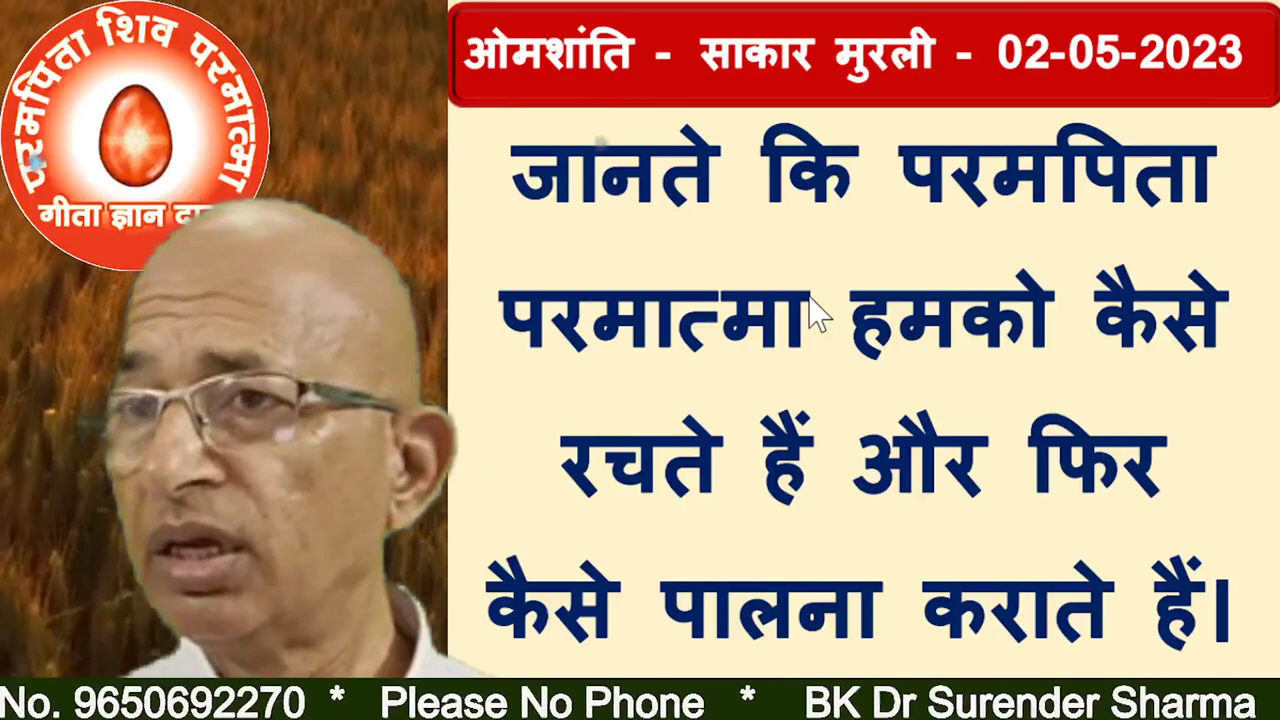 परमपिता शिव परमात्मा
गीता ज्ञान
ओमशांति - साकार मुरली - 02-05-2023
जानते कि परमपिता
परमात्मा हमको कैसे
रचते हैं और फिर
कैसे पालना कराते हैं।
No. 9650692270 * Please No Phone * BK Dr Surender Sharma